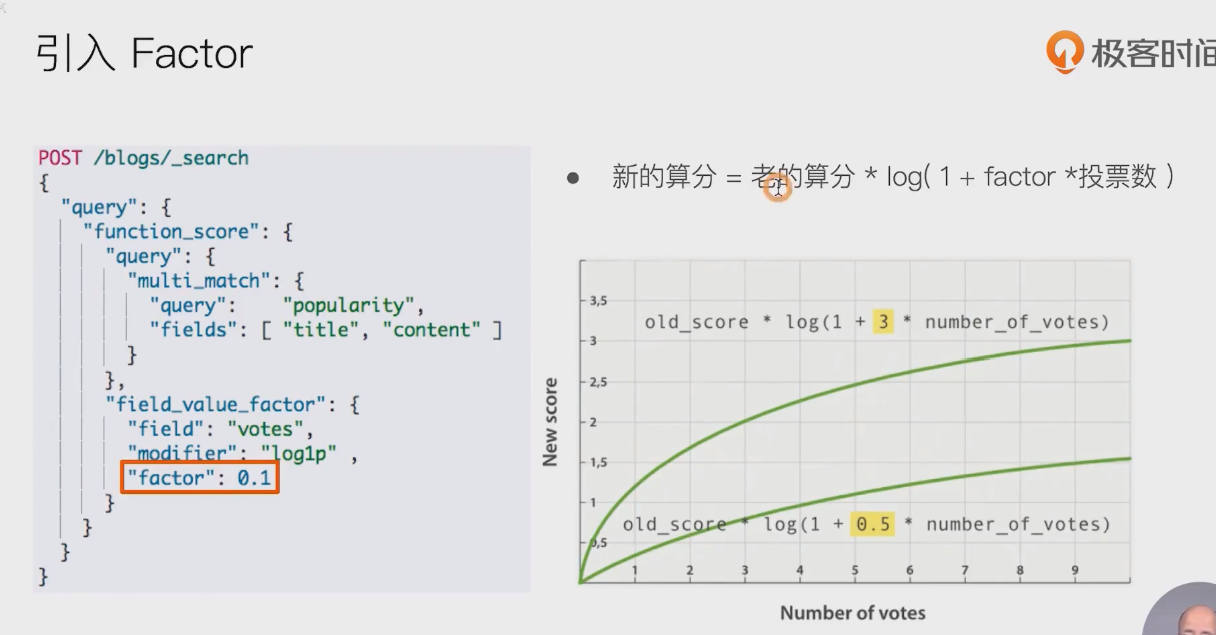 引入 Factor
极客时间
POST /blogs/_search
{
"query": {
"function_score": {
"query": {
"multi_match": {
"query": "popularity",
"fields": [ "title", "content" ]
}
},
"field_value_factor": {
"field": "votes",
"modifier": "log1p" ,
"factor": 0.1
}
}
}
}
● 新的算分 = 老的算分 * log( 1 + factor *投票数 )
New score
3,5
3
2,5
2
1,5
1
0,5
old_score * log(1 + 3 * number_of_votes)
old_score * log(1 + 0.5 * number_of_votes)
1 2 3 4 5 6 7 8 9
Number of votes